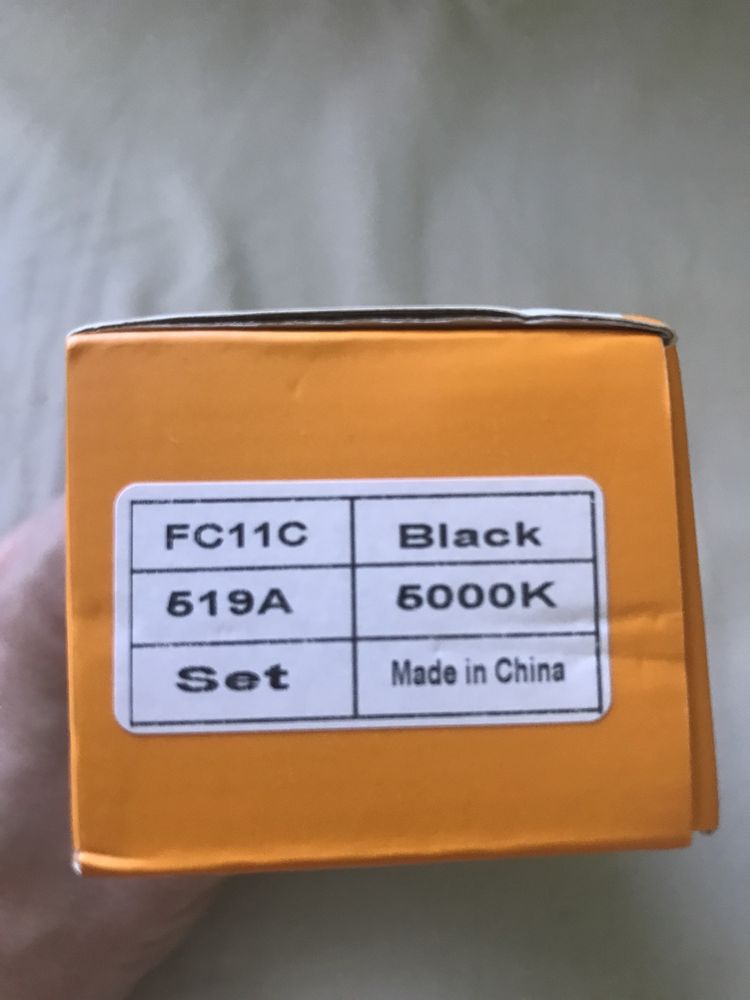 FC11C Black
519A 5000K
Set Made in China